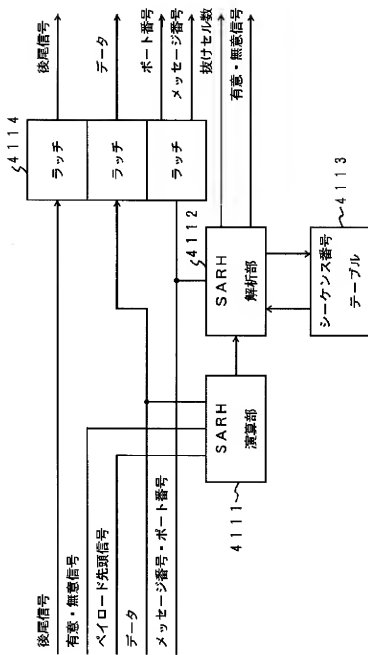 後尾信号
有意・無意信号
ペイロード先頭信号
データ
メッセージ番号・ポート番号
4111
SARH
演算部
4112
SARH
解析部
4113
シーケンス番号
テーブル
4114
ラッチ
ラッチ
ラッチ
後尾信号
データ
ポート番号
メッセージ番号
抜けセル数
有意・無意信号